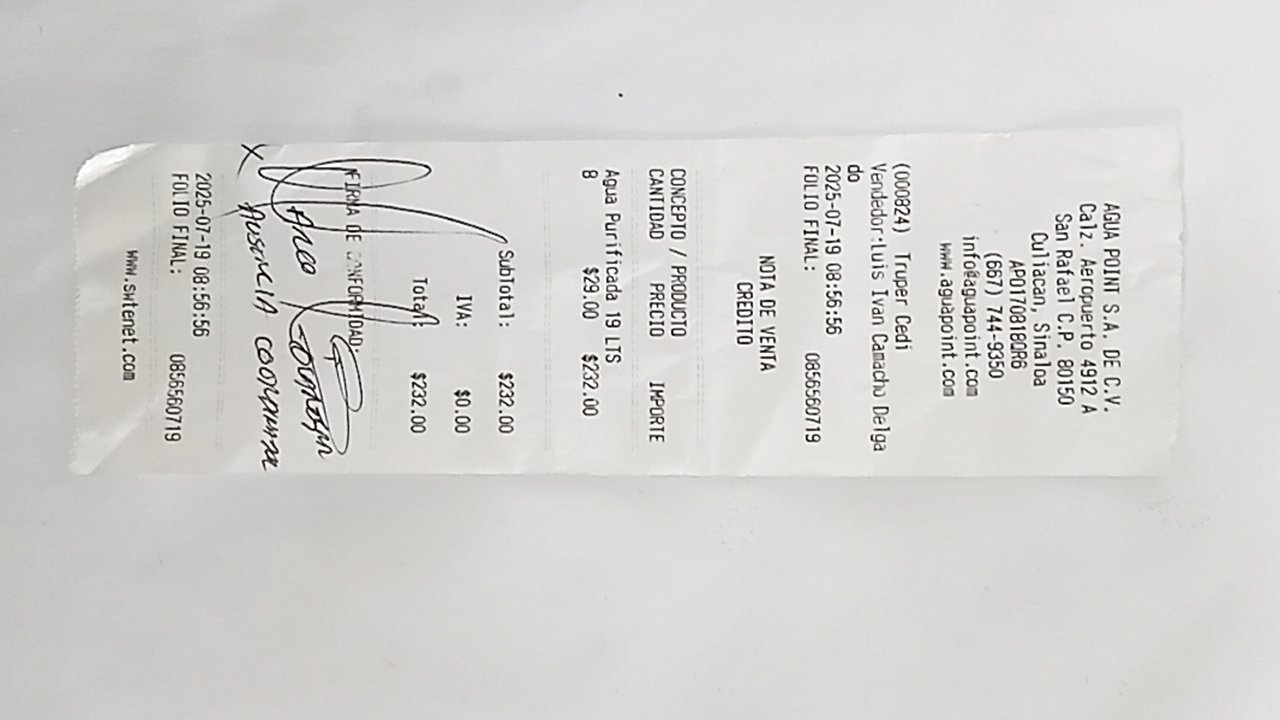 AGUA POINT S.A. DE C.V.
Calz. Aeropuerto 4912 A
San Rafael C.P. 80150
Culiacan, Sinaloa
APO170818QR6
(667) 744-9350
info@aguapoint.com
www.aguapoint.com
(000824) Truper Cedi
Vendedor:Luis Ivan Camacho Delga
do
2025-07-19 08:56:56
FOLIO FINAL: 0856560719
NOTA DE VENTA
CREDITO
CONCEPTO / PRODUCTO
CANTIDAD PRECIO IMPORTE
Agua Purificada 19 LTS
8 $29.00 $232.00
SubTotal: $232.00
IVA: $0.00
Total: $232.00
FIRMA DE CONFORMIDAD
X
2025-07-19 08:56:56
FOLIO FINAL: 0856560719
www.swtenet.com